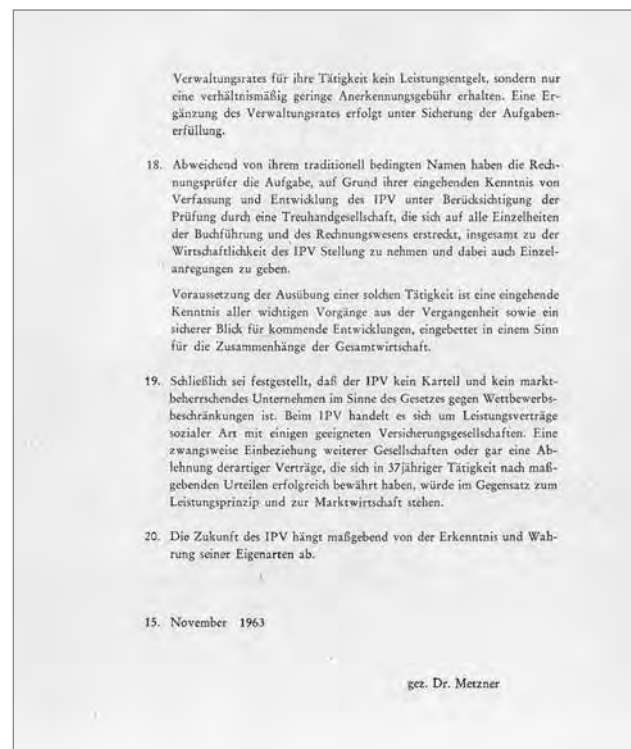 Verwaltungsrates für ihre Tätigkeit kein Leistungsentgelt, sondern nur
eine verhältnismäßig geringe Anerkennungsgebühr erhalten. Eine Er-
gänzung des Verwaltungsrates erfolgt unter Sicherung der Aufgaben-
erfüllung.
18. Abweichend von ihrem traditionell bedingten Namen haben die Rech-
nungsprüfer die Aufgabe, auf Grund ihrer eingehenden Kenntnis von
Verfassung und Entwicklung des IPV unter Berücksichtigung der
Prüfung durch eine Treuhandgesellschaft, die sich auf alle Einzelheiten
der Buchführung und des Rechnungswesens erstreckt, insgesamt zu der
Wirtschaftlichkeit des IPV Stellung zu nehmen und dabei auch Einzel-
anregungen zu geben.
Voraussetzung der Ausübung einer solchen Tätigkeit ist eine eingehende
Kenntnis aller wichtigen Vorgänge aus der Vergangenheit sowie ein
sicherer Blick für kommende Entwicklungen, eingebettet in einem Sinn
für die Zusammenhänge der Gesamtwirtschaft.
19. Schließlich sei festgestellt, daß der IPV kein Kartell und kein markt-
beherrschendes Unternehmen im Sinne des Gesetzes gegen Wettbewerbs-
beschränkungen ist. Beim IPV handelt es sich um Leistungsverträge
sozialer Art mit einigen geeigneten Versicherungsgesellschaften. Eine
zwangsweise Einbeziehung weiterer Gesellschaften oder gar eine Ab-
lehnung derartiger Verträge, die sich in 37jähriger Tätigkeit nach maß-
gebenden Urteilen erfolgreich bewährt haben, würde im Gegensatz zum
Leistungsprinzip und zur Marktwirtschaft stehen.
20. Die Zukunft des IPV hängt maßgebend von der Erkenntnis und Wah-
rung seiner Eigenarten ab.
15. November 1963
gez. Dr. Metzner